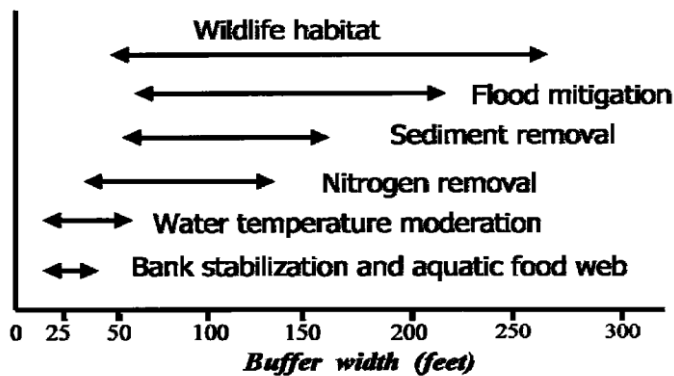 Wildlife habitat
Flood mitigation
Sediment removal
Nitrogen removal
Water temperature moderation
Bank stabilization and aquatic food web
0 25 50 100 150 200 250 300
Buffer width (feet)